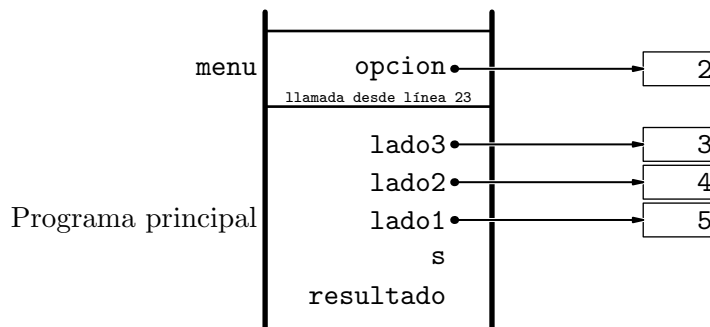 menu opcion 2
llamada desde línea 23
lado3 3
lado2 4
Programa principal lado1 5
s
resultado